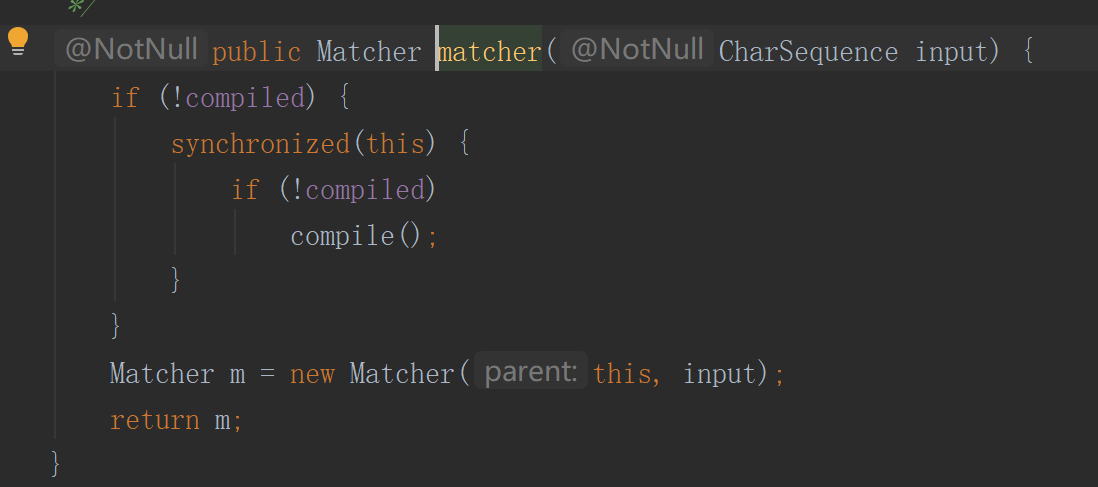 */
@NotNull public Matcher matcher( @NotNull CharSequence input) {
if (!compiled) {
synchronized(this) {
if (!compiled)
compile();
}
}
Matcher m = new Matcher( parent: this, input);
return m;
}